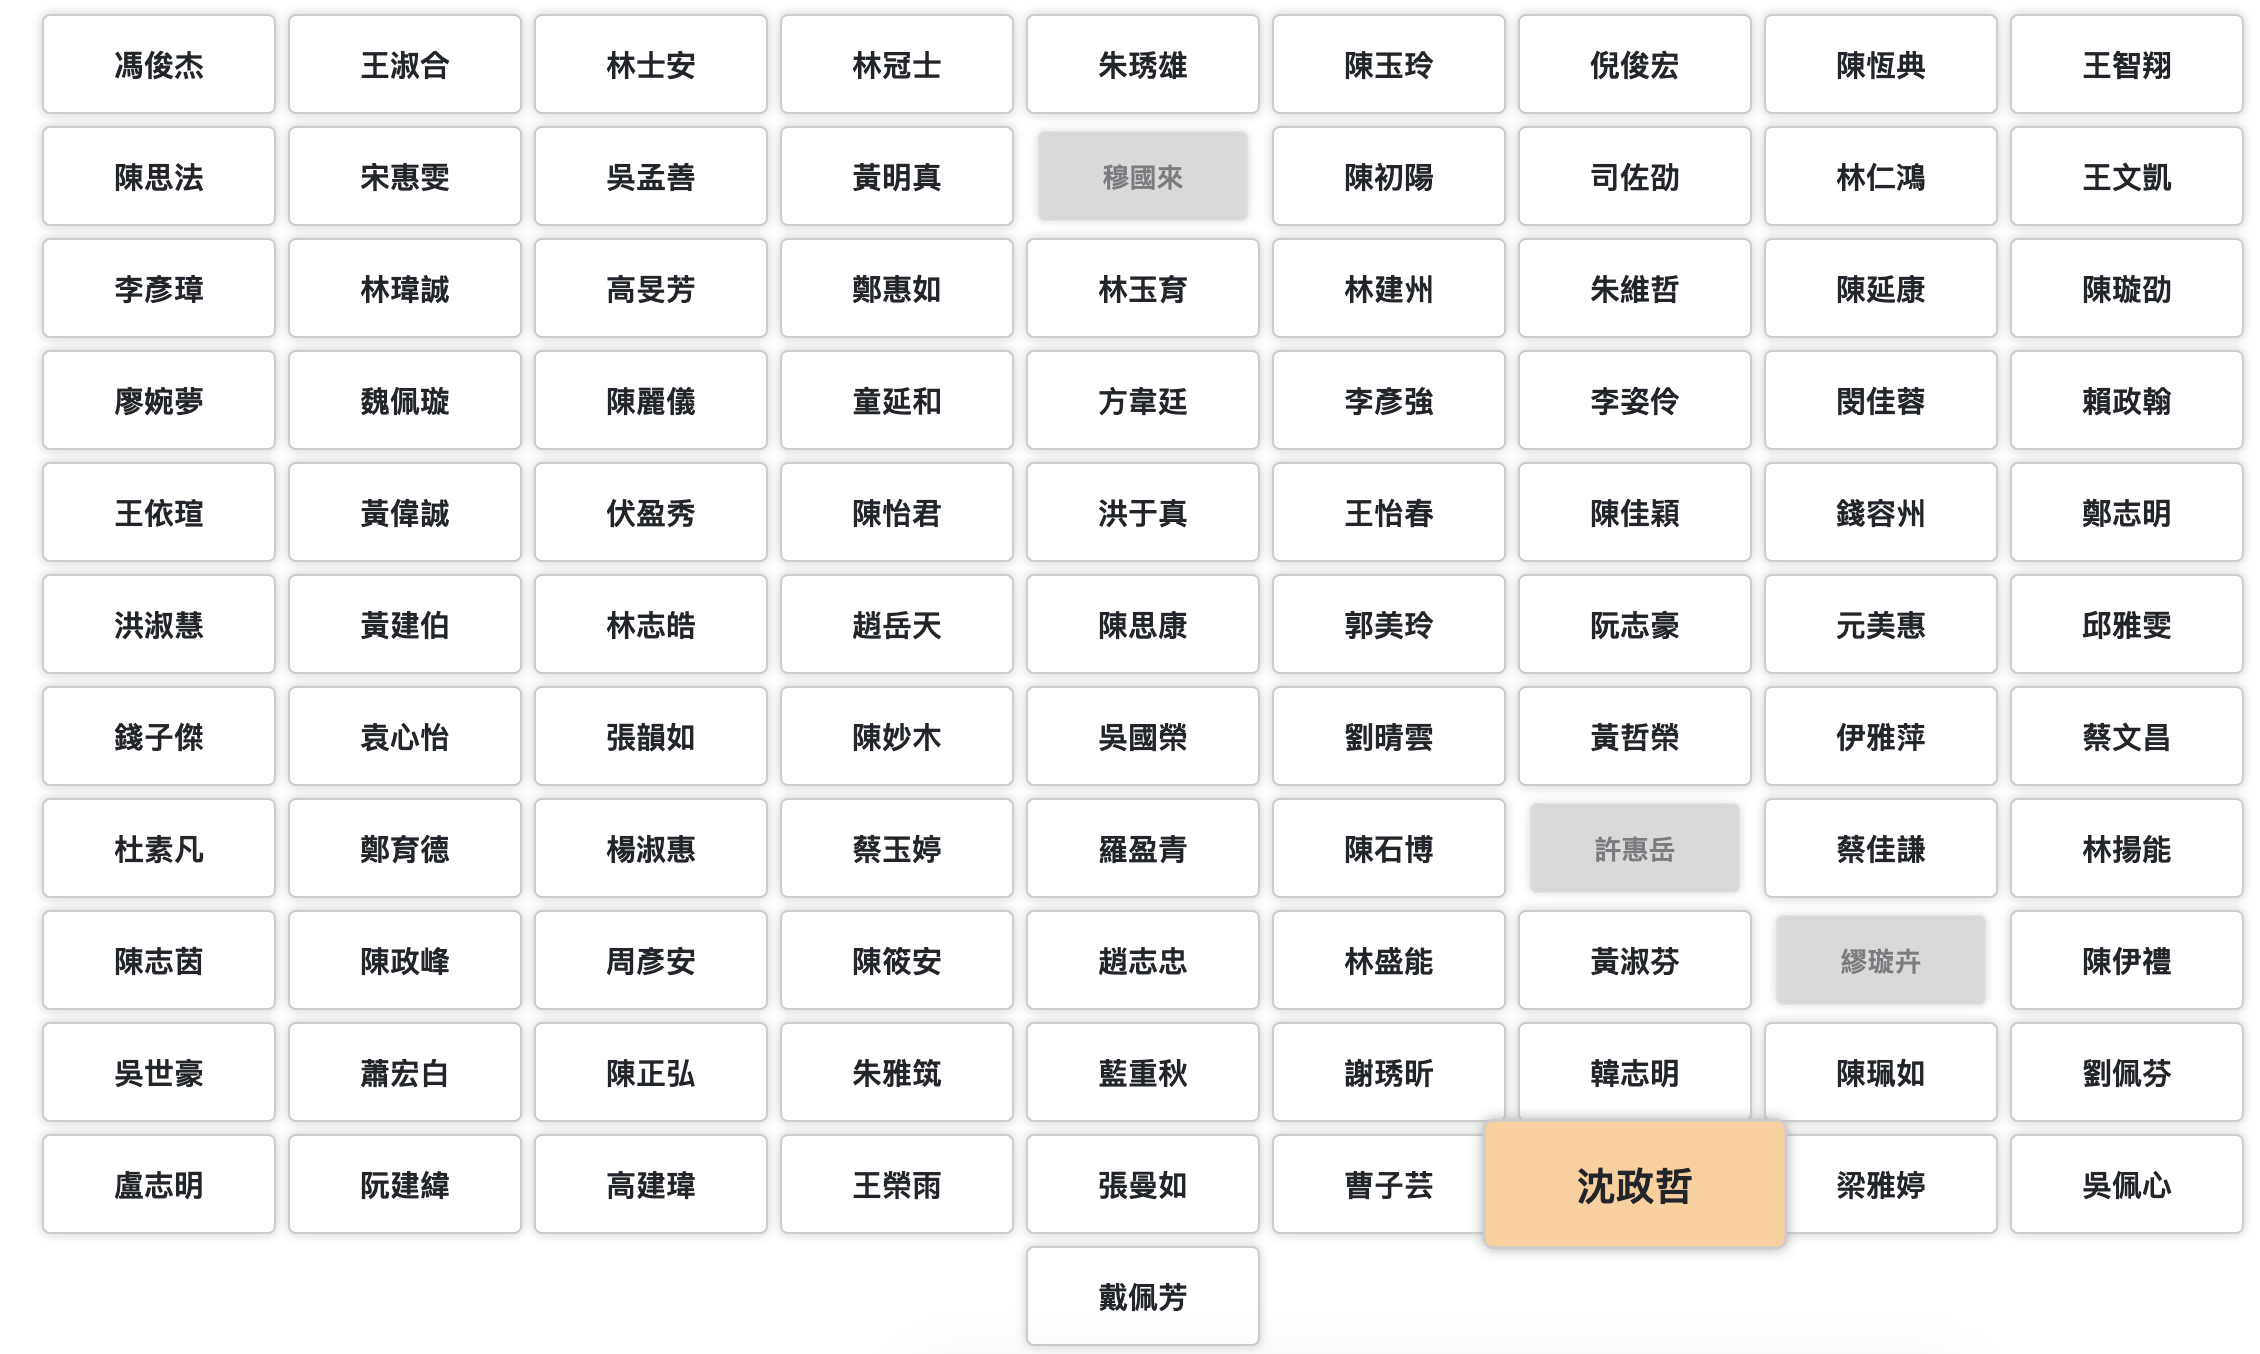 馮俊杰 王淑合 林士安 林冠士 朱琇雄 陳玉玲 倪俊宏 陳恆典 王智翔
陳思法 宋惠雯 吳孟善 黃明真 穆國來 陳初陽 司佐劭 林仁鴻 王文凱
李彥璋 林瑋誠 高旻芳 鄭惠如 林玉育 林建州 朱維哲 陳延康 陳璇劭
廖婉夢 魏佩璇 陳麗儀 童延和 方韋廷 李彥強 李姿伶 閔佳蓉 賴政翰
王依瑄 黃偉誠 伏盈秀 陳怡君 洪于真 王怡春 陳佳穎 錢容州 鄭志明
洪淑慧 黃建伯 林志皓 趙岳天 陳思康 郭美玲 阮志豪 元美惠 邱雅雯
錢子傑 袁心怡 張韻如 陳妙木 吳國榮 劉晴雲 黃哲榮 伊雅萍 蔡文昌
杜素凡 鄭育德 楊淑惠 蔡玉婷 羅盈青 陳石博 許惠岳 蔡佳謙 林揚能
陳志茵 陳政峰 周彥安 陳筱安 趙志忠 林盛能 黃淑芬 繆璇卉 陳伊禮
吳世豪 蕭宏白 陳正弘 朱雅筑 藍重秋 謝琇昕 韓志明 陳珮如 劉佩芬
盧志明 阮建緯 高建瑋 王榮雨 張曼如 曹子芸 沈政哲 梁雅婷 吳佩心
戴佩芳